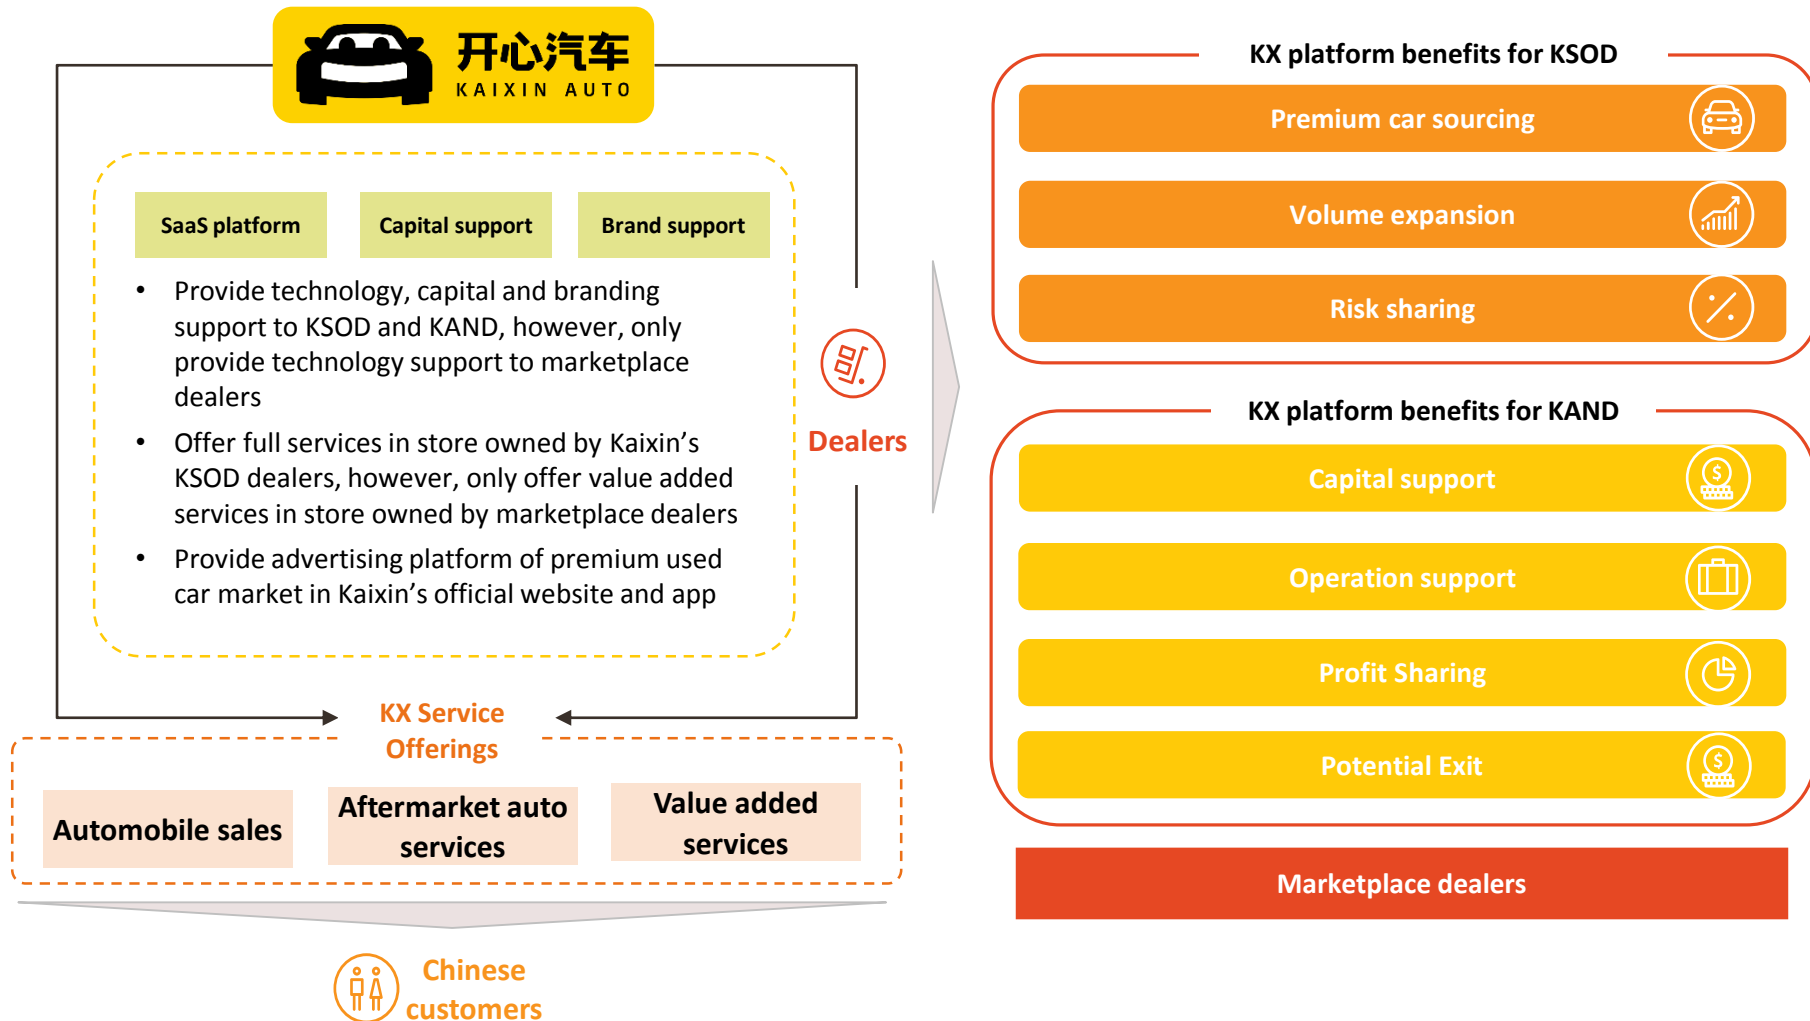 开心汽车
KAIXIN AUTO
SaaS platform
Capital support
Brand support
• Provide technology, capital and branding
support to KSOD and KAND, however, only
provide technology support to marketplace
dealers
• Offer full services in store owned by Kaixin’s
KSOD dealers, however, only offer value added
services in store owned by marketplace dealers
• Provide advertising platform of premium used
car market in Kaixin’s official website and app
Dealers
KX Service
Offerings
Automobile sales
Aftermarket auto
services
Value added
services
Chinese
customers
KX platform benefits for KSOD
Premium car sourcing
Volume expansion
Risk sharing
KX platform benefits for KAND
Capital support
$
Operation support
Profit Sharing
Potential Exit
$
Marketplace dealers